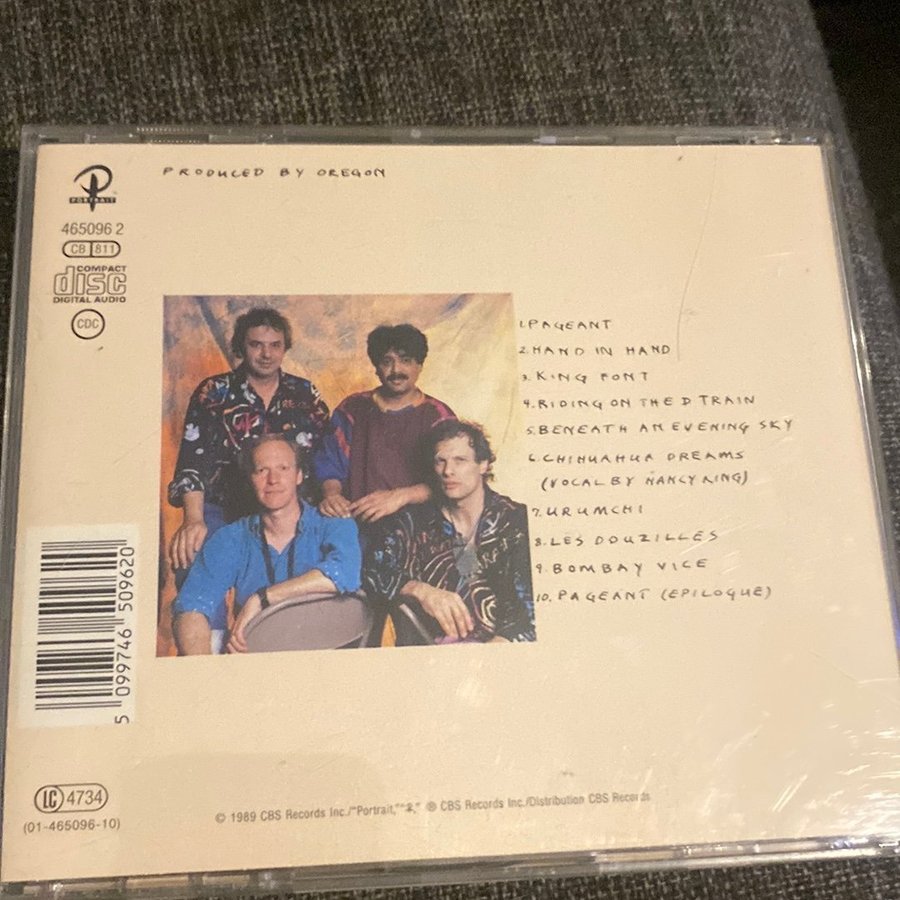 PRODUCED BY OREGON
PORTRAIT
465096 2
CB 811
COMPACT
disc
DIGITAL AUDIO
CDC
1. PAGEANT
2. HAND IN HAND
3. KING FONT
4. RIDING ON THE D TRAIN
5. BENEATH AN EVENING SKY
6. CHIHUAHUA DREAMS
(VOCAL BY NANCY KING)
7. URUMCHI
8. LES DOUZILLES
9. BOMBAY VICE
10. PAGEANT (EPILOGUE)
5 099746 509620
LC 4734
(01-465096-10)
© 1989 CBS Records Inc./"Portrait," "," ℗ CBS Records Inc./Distribution CBS Records